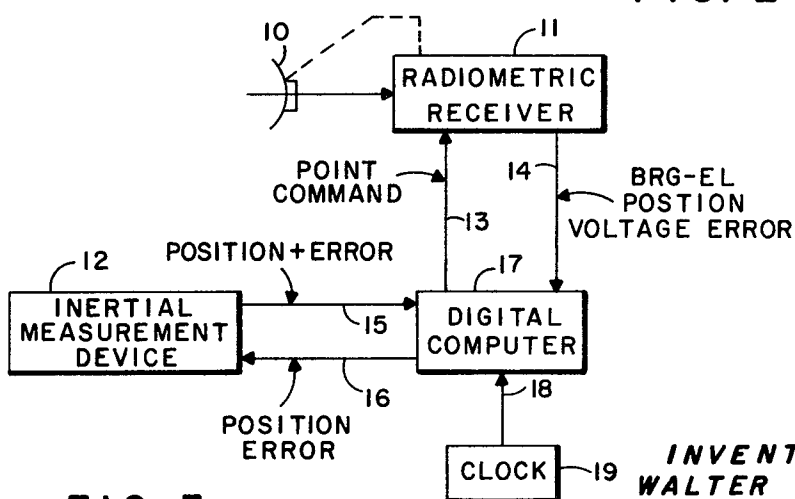 10
11
RADIOMETRIC
RECEIVER
POINT
COMMAND
13
14
BRG-EL
POSTION
VOLTAGE ERROR
12
POSITION+ERROR
17
INERTIAL
MEASUREMENT
DEVICE
15
DIGITAL
COMPUTER
16
POSITION
ERROR
18
CLOCK
19
INVENT
WALTER